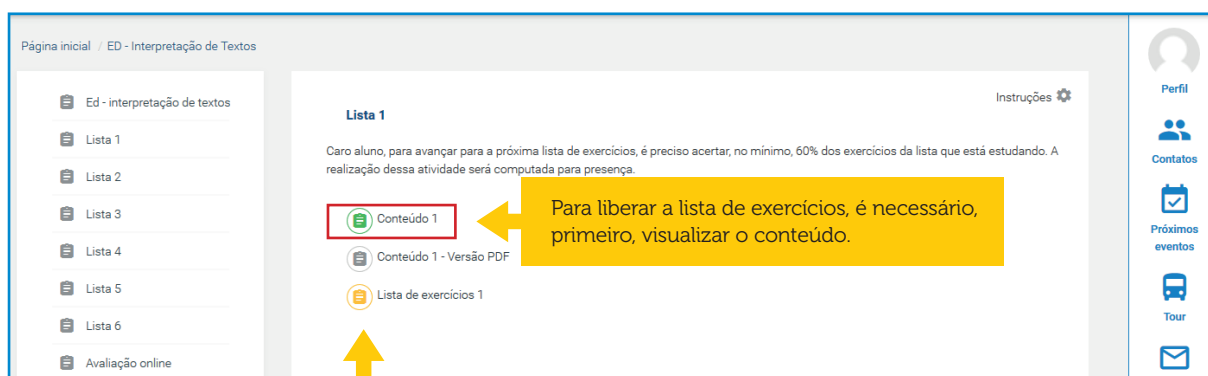 Página inicial / ED - Interpretação de Textos
Ed - interpretação de textos
Lista 1
Lista 2
Lista 3
Lista 4
Lista 5
Lista 6
Avaliação online
Instruções
Lista 1
Caro aluno, para avançar para a próxima lista de exercícios, é preciso acertar, no mínimo, 60% dos exercícios da lista que está estudando. A
realização dessa atividade será computada para presença.
Conteúdo 1
Para liberar a lista de exercícios, é necessário,
primeiro, visualizar o conteúdo.
Conteúdo 1 - Versão PDF
Lista de exercícios 1
Perfil
Contatos
Próximos
eventos
Tour